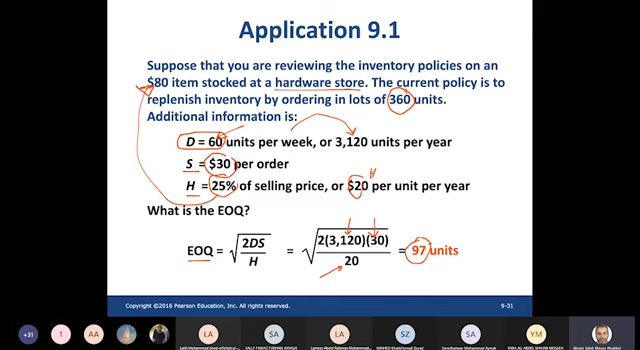 Application 9.1
Suppose that you are reviewing the inventory policies on an
$80 item stocked at a hardware store. The current policy is to
replenish inventory by ordering in lots of 360 units.
Additional information is:
D = 60 units per week, or 3,120 units per year
S = $30 per order
H
H = 25% of selling price, or $20 per unit per year
What is the EOQ?
EOQ = √2DS/H = √2(3,120)(30)/20 = 97 units
Copyright ©2016 Pearson Education, Inc. All rights reserved.
9-31
+31 1 AA LA SA LA SZ SA YA